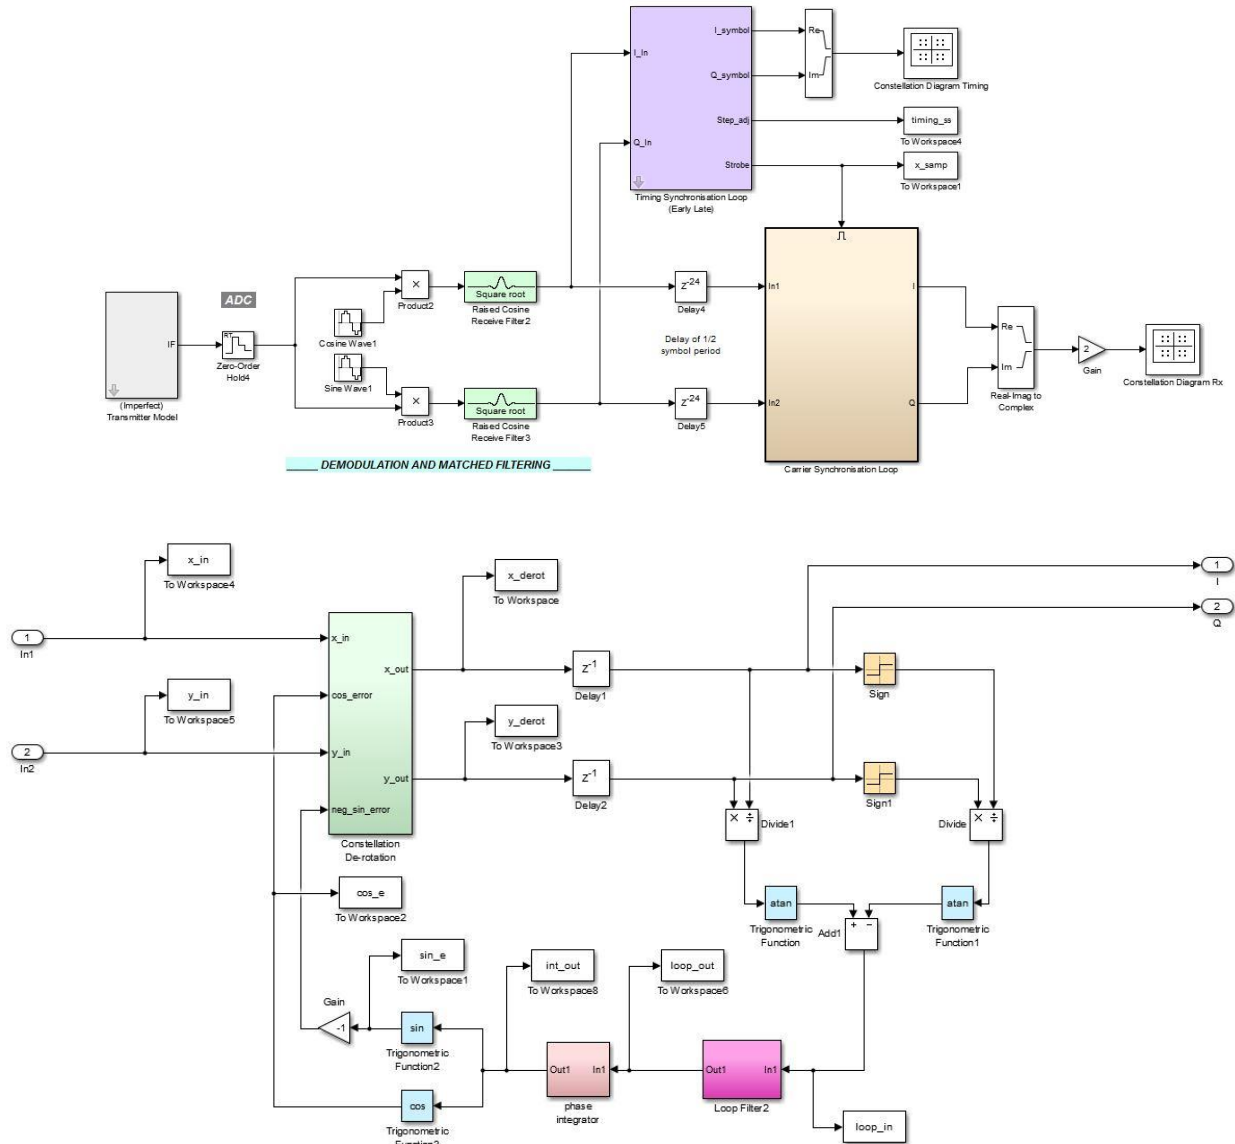 I_symbol
Re
I_In
Q_symbol
Im
Constellation Diagram Timing
Step_adj
timing_ss
To Workspace4
Q_In
Strobe
x_samp
To Workspace1
Timing Synchronisation Loop
(Early Late)
ADC
×
Product2
Square root
Raised Cosine
Receive Filter2
z-24
Delay4
In1
I
IF
RT
Zero-Order
Hold4
Cosine Wave1
Delay of 1/2
symbol period
Re
2
Gain
Constellation Diagram Rx
Sine Wave1
Im
Real-Imag to
Complex
(Imperfect)
Transmitter Model
×
Product3
Square root
Raised Cosine
Receive Filter3
z-24
Delay5
In2
Q
DEMODULATION AND MATCHED FILTERING
Carrier Synchronisation Loop
x_in
To Workspace4
x_derot
To Workspace
1
I
2
Q
1
In1
x_in
x_out
z-1
Delay1
Sign
y_in
To Workspace5
cos_error
y_derot
To Workspace3
2
In2
y_in
y_out
z-1
Delay2
Sign1
neg_sin_error
× ÷
Divide1
Divide
× ÷
Constellation
De-rotation
cos_e
To Workspace2
atan
Trigonometric
Function
Add1
+ −
atan
Trigonometric
Function1
sin_e
To Workspace1
int_out
To Workspace8
loop_out
To Workspace6
Gain
-1
sin
Trigonometric
Function2
Out1
In1
phase
integrator
Out1
In1
Loop Filter2
cos
Trigonometric
loop_in